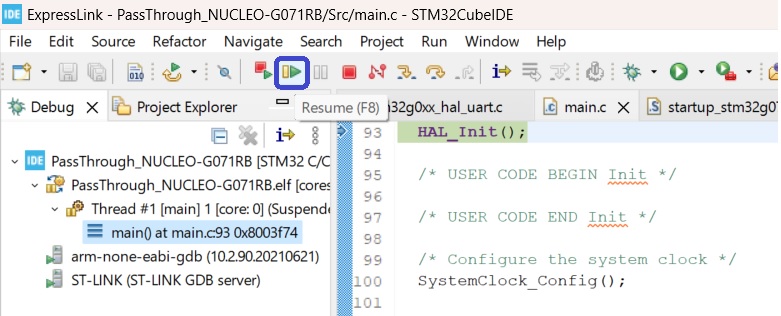 IDE ExpressLink - PassThrough_NUCLEO-G071RB/Src/main.c - STM32CubeIDE
File Edit Source Refactor Navigate Search Project Run Window Help
010
Debug Project Explorer
Resume (F8)
32g0xx_hal_uart.c main.c startup_stm32g07
IDE PassThrough_NUCLEO-G071RB [STM32 C/C
PassThrough_NUCLEO-G071RB.elf [cores
Thread #1 [main] 1 [core: 0] (Suspende
main() at main.c:93 0x8003f74
arm-none-eabi-gdb (10.2.90.20210621)
ST-LINK (ST-LINK GDB server)
93 HAL_Init();
94
95 /* USER CODE BEGIN Init */
96
97 /* USER CODE END Init */
98
99 /* Configure the system clock */
100 SystemClock_Config();
101